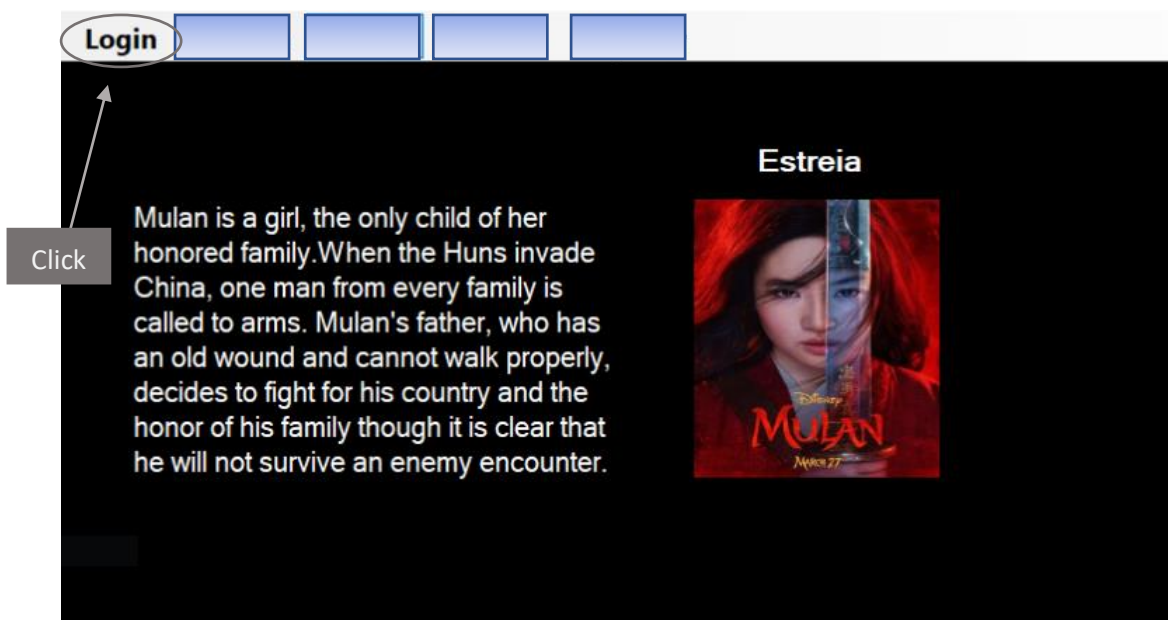 Login
Estreia
Click
Mulan is a girl, the only child of her
honored family.When the Huns invade
China, one man from every family is
called to arms. Mulan's father, who has
an old wound and cannot walk properly,
decides to fight for his country and the
honor of his family though it is clear that
he will not survive an enemy encounter.
Disney
MULAN
MARCH 27